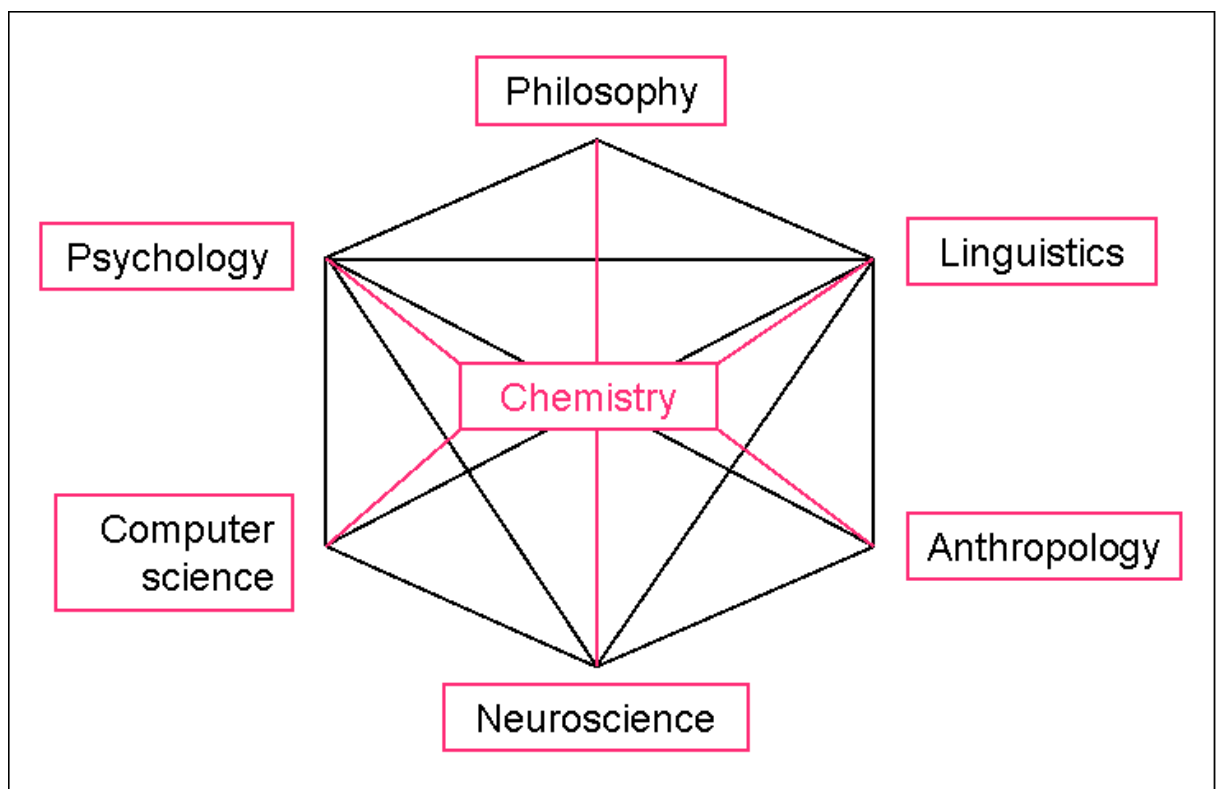 Philosophy
Psychology
Linguistics
Chemistry
Computer
science
Anthropology
Neuroscience